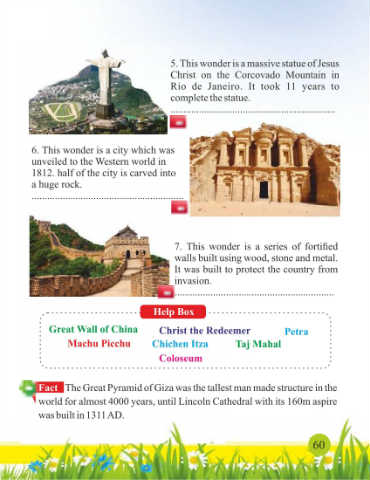 5. This wonder is a massive statue of Jesus
Christ on the Corcovado Mountain in
Rio de Janeiro. It took 11 years to
complete the statue.
6. This wonder is a city which was
unveiled to the Western world in
1812. half of the city is carved into
a huge rock.
7. This wonder is a series of fortified
walls built using wood, stone and metal.
It was built to protect the country from
invasion.
Help Box
Great Wall of China Christ the Redeemer Petra
Machu Picchu Chichen Itza Taj Mahal
Coloseum
Fact The Great Pyramid of Giza was the tallest man made structure in the
world for almost 4000 years, until Lincoln Cathedral with its 160m aspire
was built in 1311 AD.
60